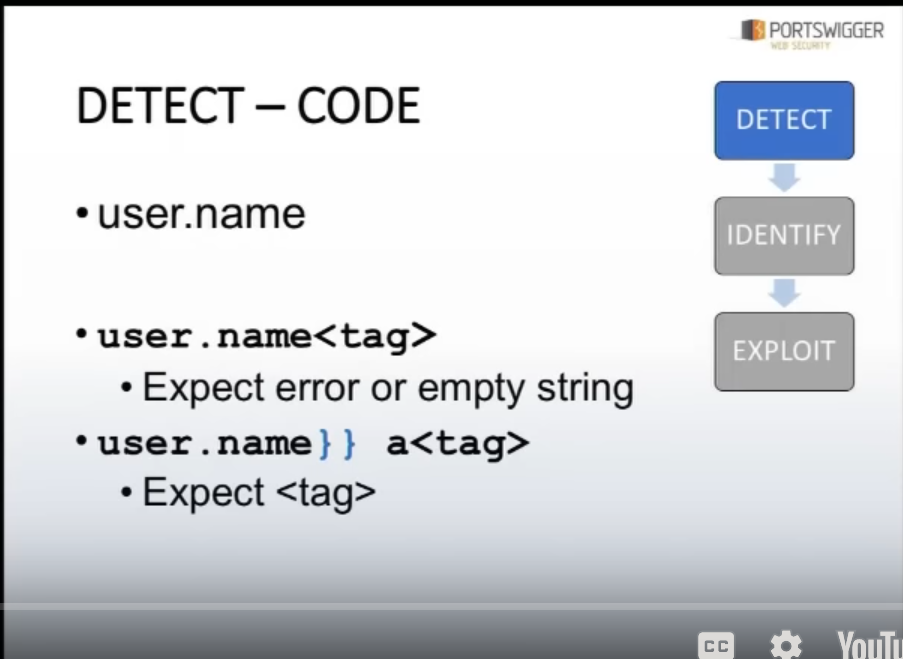 PORTSWIGGER
WEB SECURITY
DETECT – CODE
DETECT
• user.name
IDENTIFY
• user.name<tag>
EXPLOIT
• Expect error or empty string
• user.name}} a<tag>
• Expect <tag>
CC